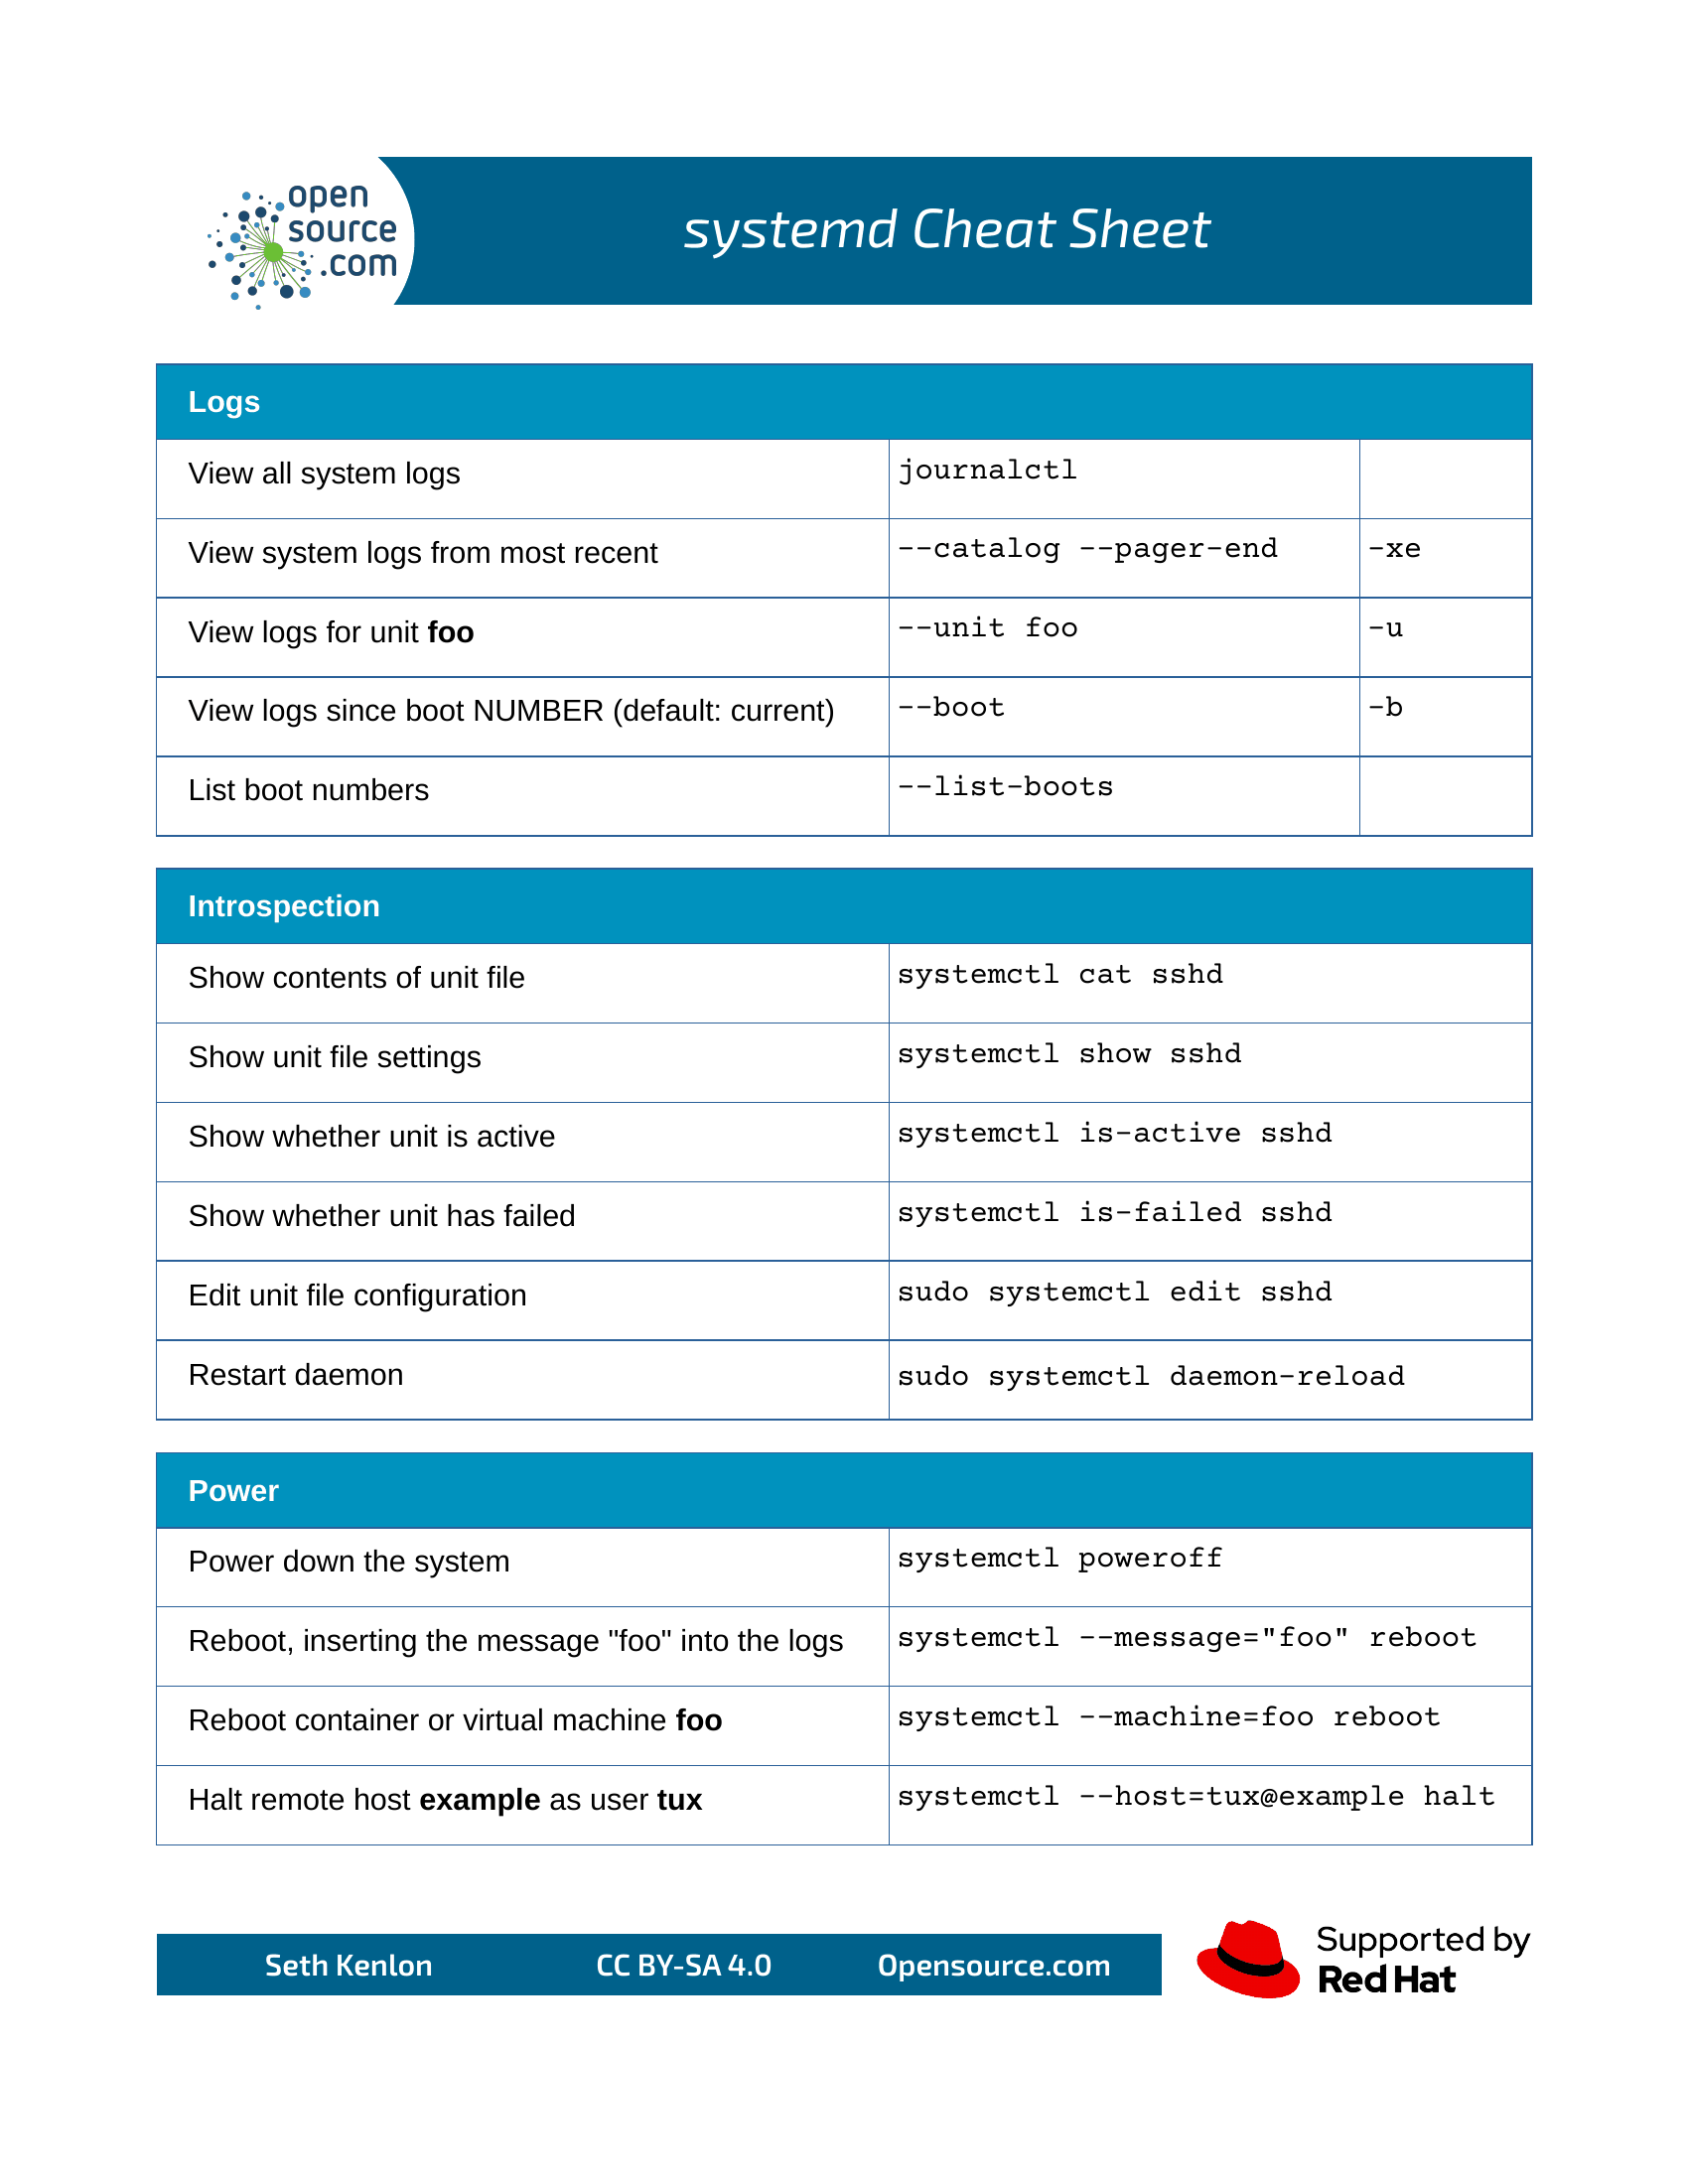 open
source
.com
systemd Cheat Sheet
Logs
View all system logs journalctl
View system logs from most recent --catalog --pager-end -xe
View logs for unit foo --unit foo -u
View logs since boot NUMBER (default: current) --boot -b
List boot numbers --list-boots
Introspection
Show contents of unit file systemctl cat sshd
Show unit file settings systemctl show sshd
Show whether unit is active systemctl is-active sshd
Show whether unit has failed systemctl is-failed sshd
Edit unit file configuration sudo systemctl edit sshd
Restart daemon sudo systemctl daemon-reload
Power
Power down the system systemctl poweroff
Reboot, inserting the message "foo" into the logs systemctl --message="foo" reboot
Reboot container or virtual machine foo systemctl --machine=foo reboot
Halt remote host example as user tux systemctl --host=tux@example halt
Seth Kenlon CC BY-SA 4.0 Opensource.com
Supported by
Red Hat